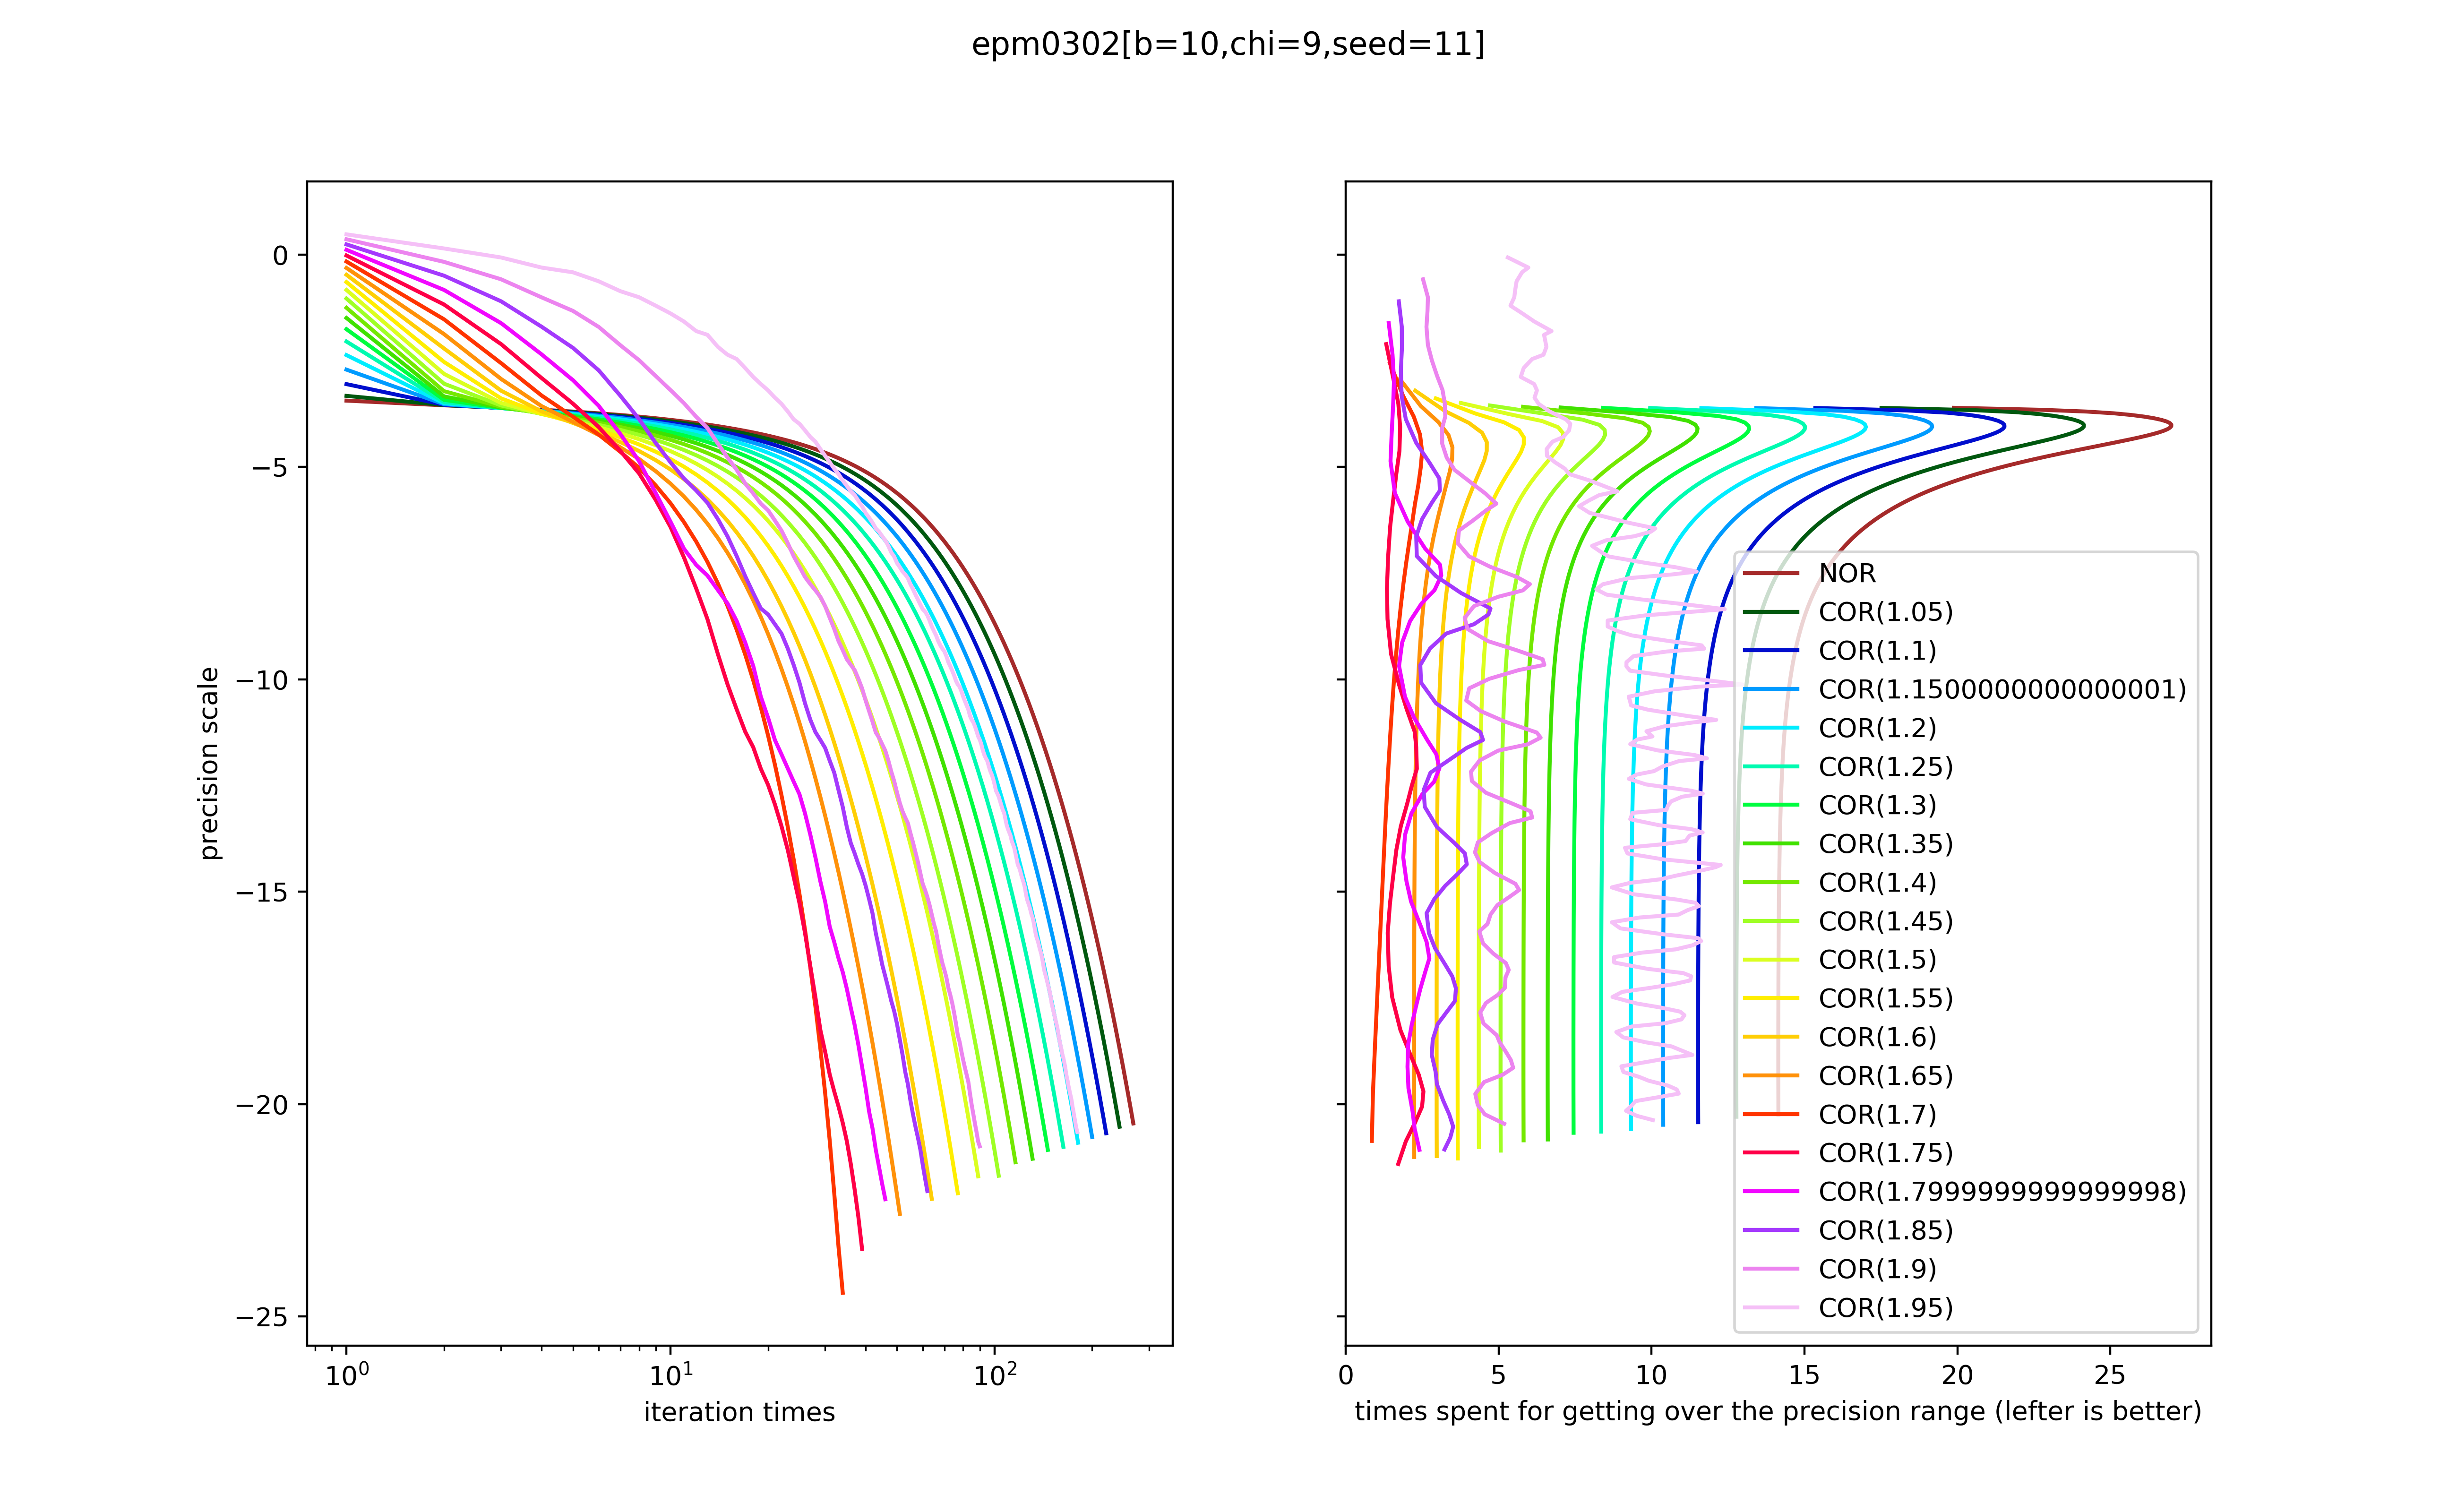 epm0302[b=10,chi=9,seed=11]
precision scale
0
−5
−10
−15
−20
−25
10⁰
10¹
10²
iteration times
0
5
10
15
20
25
times spent for getting over the precision range (lefter is better)
NOR
COR(1.05)
COR(1.1)
COR(1.1500000000000001)
COR(1.2)
COR(1.25)
COR(1.3)
COR(1.35)
COR(1.4)
COR(1.45)
COR(1.5)
COR(1.55)
COR(1.6)
COR(1.65)
COR(1.7)
COR(1.75)
COR(1.7999999999999998)
COR(1.85)
COR(1.9)
COR(1.95)